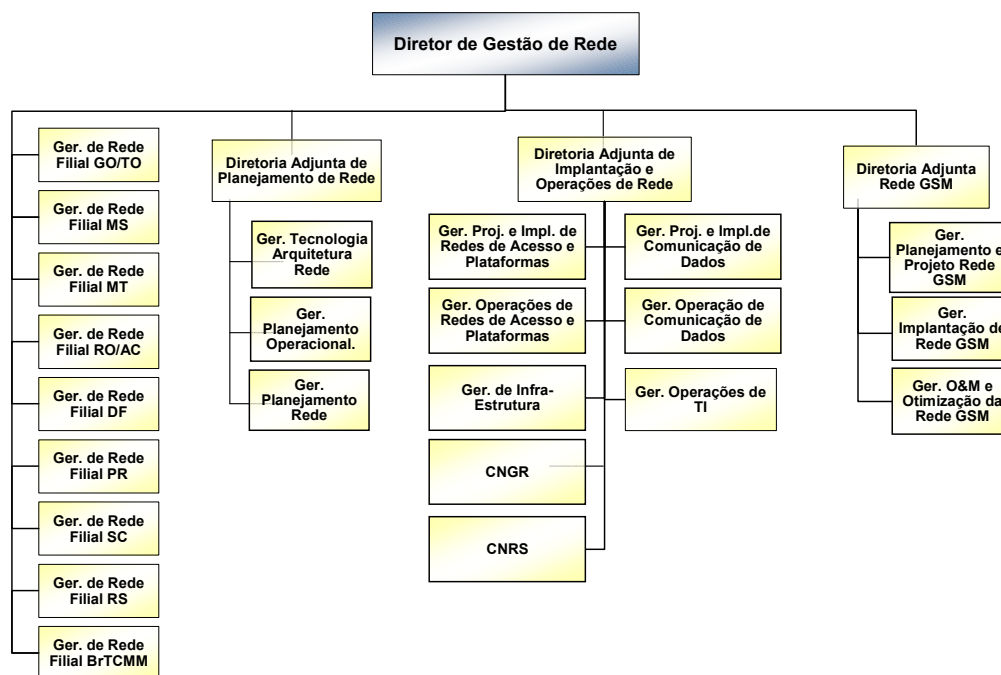 Diretor de Gestão de Rede
Ger. de Rede
Filial GO/TO
Ger. de Rede
Filial MS
Ger. de Rede
Filial MT
Ger. de Rede
Filial RO/AC
Ger. de Rede
Filial DF
Ger. de Rede
Filial PR
Ger. de Rede
Filial SC
Ger. de Rede
Filial RS
Ger. de Rede
Filial BrTCMM
Diretoria Adjunta de
Planejamento de Rede
Ger. Tecnologia
Arquitetura
Rede
Ger.
Planejamento
Operacional.
Ger.
Planejamento
Rede
Diretoria Adjunta de
Implantação e
Operações de Rede
Ger. Proj. e Impl. de
Redes de Acesso e
Plataformas
Ger. Proj. e Impl.de
Comunicação de
Dados
Ger. Operações de
Redes de Acesso e
Plataformas
Ger. Operação de
Comunicação de
Dados
Ger. de Infra-
Estrutura
Ger. Operações de
TI
CNGR
CNRS
Diretoria Adjunta
Rede GSM
Ger.
Planejamento e
Projeto Rede
GSM
Ger.
Implantação de
Rede GSM
Ger. O&M e
Otimização da
Rede GSM